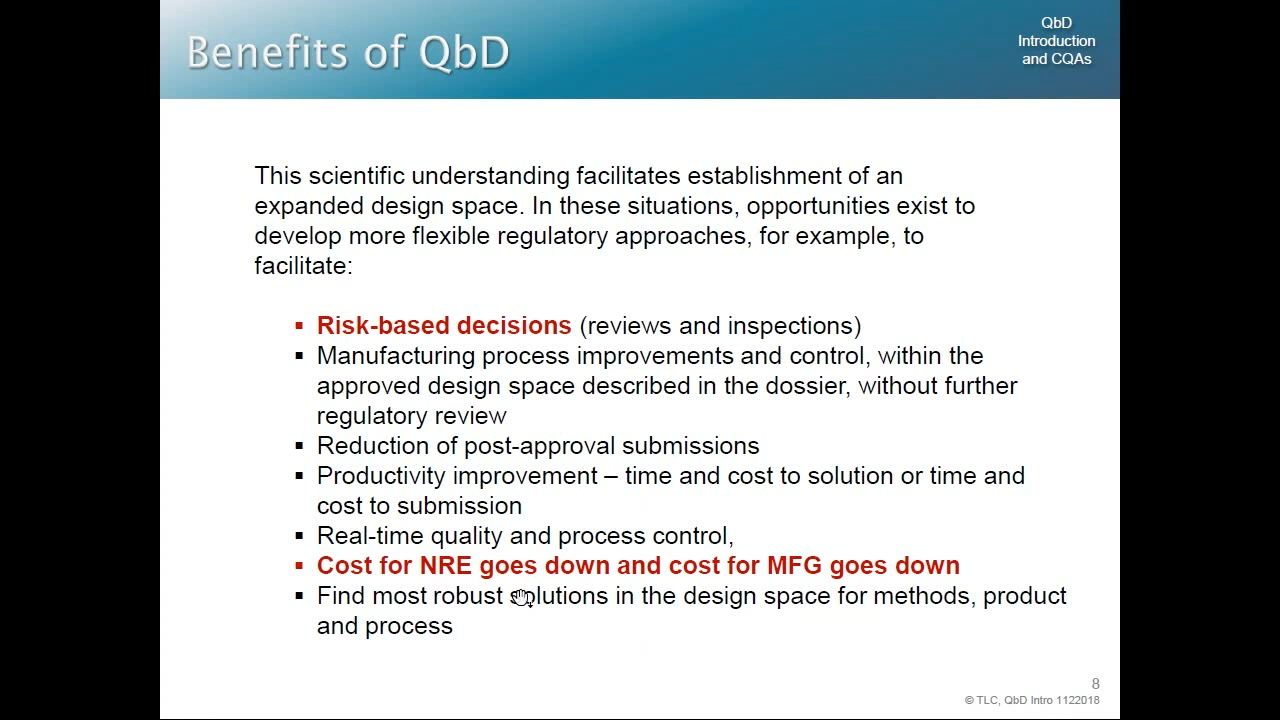 Benefits of QbD
QbD
Introduction
and CQAs
This scientific understanding facilitates establishment of an
expanded design space. In these situations, opportunities exist to
develop more flexible regulatory approaches, for example, to
facilitate:
▪ Risk-based decisions (reviews and inspections)
▪ Manufacturing process improvements and control, within the
approved design space described in the dossier, without further
regulatory review
▪ Reduction of post-approval submissions
▪ Productivity improvement – time and cost to solution or time and
cost to submission
▪ Real-time quality and process control,
▪ Cost for NRE goes down and cost for MFG goes down
▪ Find most robust solutions in the design space for methods, product
and process
8
© TLC, QbD Intro 1122018